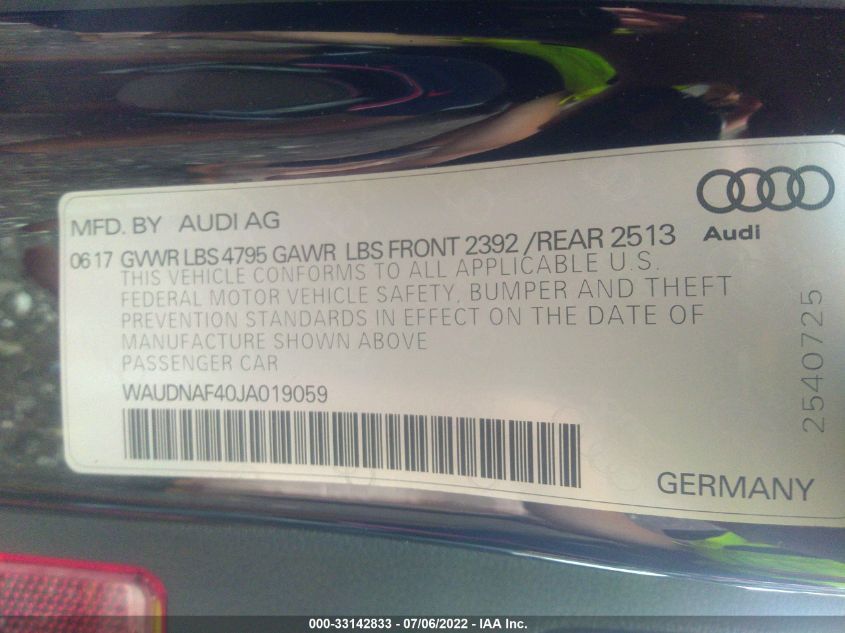 MFD. BY AUDI AG
Audi
0617 GVWR LBS 4795 GAWR LBS FRONT 2392 /REAR 2513
THIS VEHICLE CONFORMS TO ALL APPLICABLE U.S.
FEDERAL MOTOR VEHICLE SAFETY, BUMPER AND THEFT
PREVENTION STANDARDS IN EFFECT ON THE DATE OF
MANUFACTURE SHOWN ABOVE
PASSENGER CAR
WAUDNAF40JA019059
2540725
GERMANY
000-33142833 - 07/06/2022 - IAA Inc.